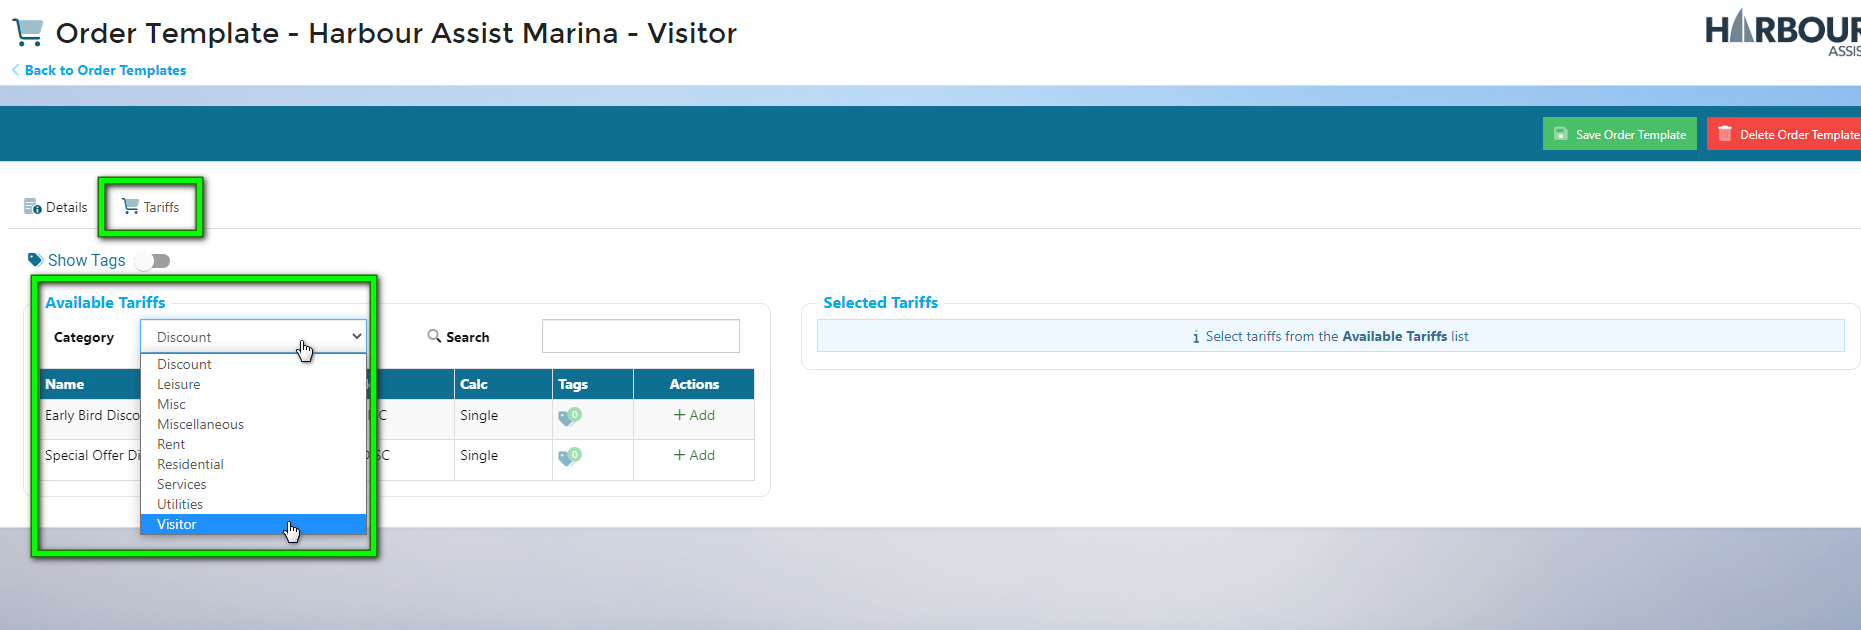 Order Template - Harbour Assist Marina - Visitor
HARBOUR
ASSIS
Back to Order Templates
Save Order Template
Delete Order Template
Details
Tariffs
Show Tags
Available Tariffs
Category
Discount
Search
Discount
Leisure
Misc
Miscellaneous
Rent
Residential
Services
Utilities
Visitor
Name Calc Tags Actions
Early Bird Disco Single 0 + Add
Special Offer Di SC Single 0 + Add
Selected Tariffs
i Select tariffs from the Available Tariffs list